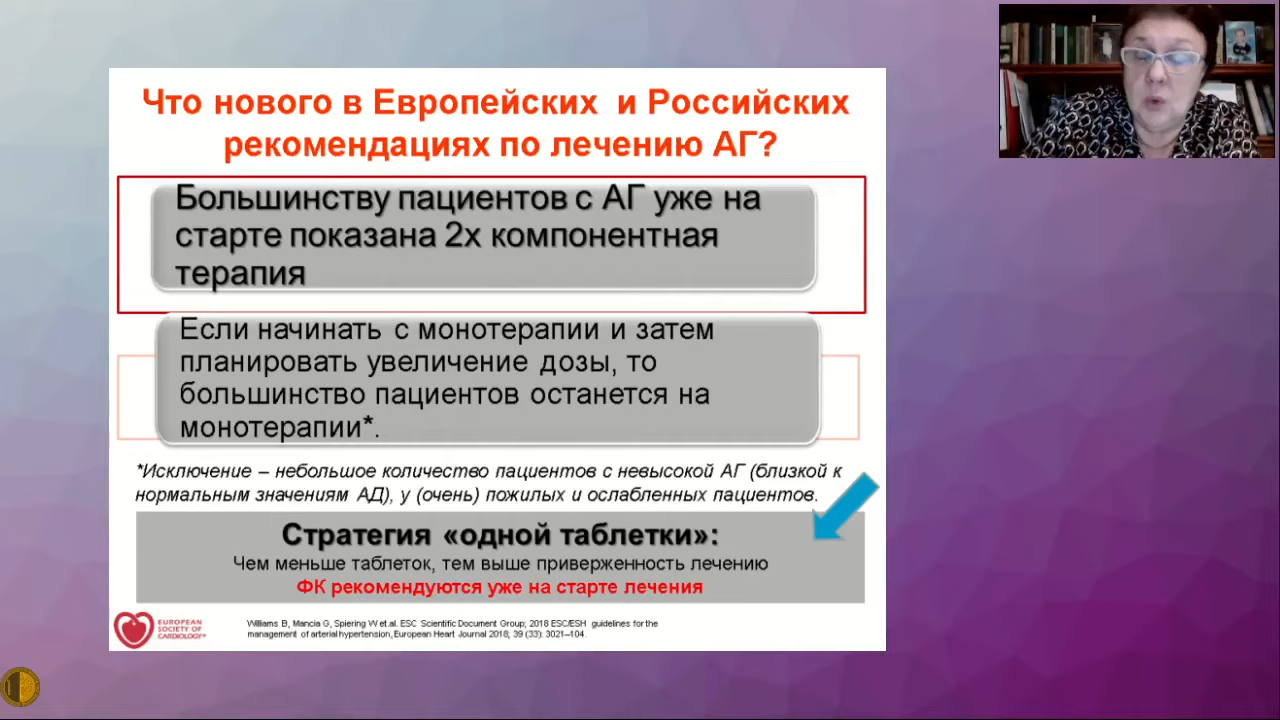 Что нового в Европейских и Российских
рекомендациях по лечению АГ?
Большинству пациентов с АГ уже на
старте показана 2х компонентная
терапия
Если начинать с монотерапии и затем
планировать увеличение дозы, то
большинство пациентов останется на
монотерапии*.
*Исключение – небольшое количество пациентов с невысокой АГ (близкой к
нормальным значениям АД), у (очень) пожилых и ослабленных пациентов.
Стратегия «одной таблетки»:
Чем меньше таблеток, тем выше приверженность лечению
ФК рекомендуются уже на старте лечения
EUROPEAN
SOCIETY OF
CARDIOLOGY®
Williams B, Mancia G, Spiering W et.al. ESC Scientific Document Group; 2018 ESC/ESH guidelines for the
management of arterial hypertension, European Heart Journal 2018; 39 (33): 3021–104.